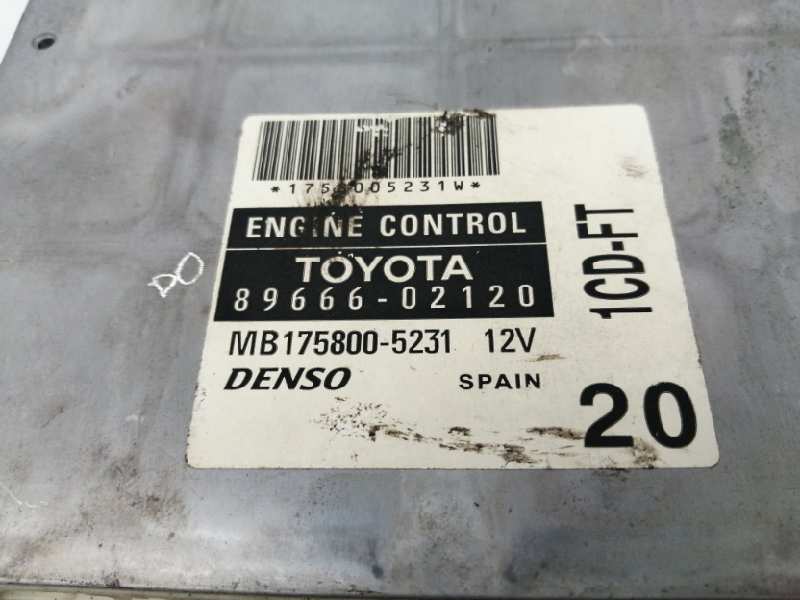 *1758005231W*
ENGINE CONTROL
TOYOTA
89666-02120
MB175800-5231 12V
DENSO SPAIN
1CD-FT
20